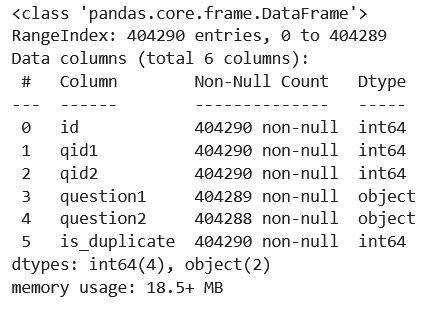 <class 'pandas.core.frame.DataFrame'>
RangeIndex: 404290 entries, 0 to 404289
Data columns (total 6 columns):
 #   Column        Non-Null Count   Dtype
---  ------        --------------   -----
 0   id            404290 non-null  int64
 1   qid1          404290 non-null  int64
 2   qid2          404290 non-null  int64
 3   question1     404289 non-null  object
 4   question2     404288 non-null  object
 5   is_duplicate  404290 non-null  int64
dtypes: int64(4), object(2)
memory usage: 18.5+ MB